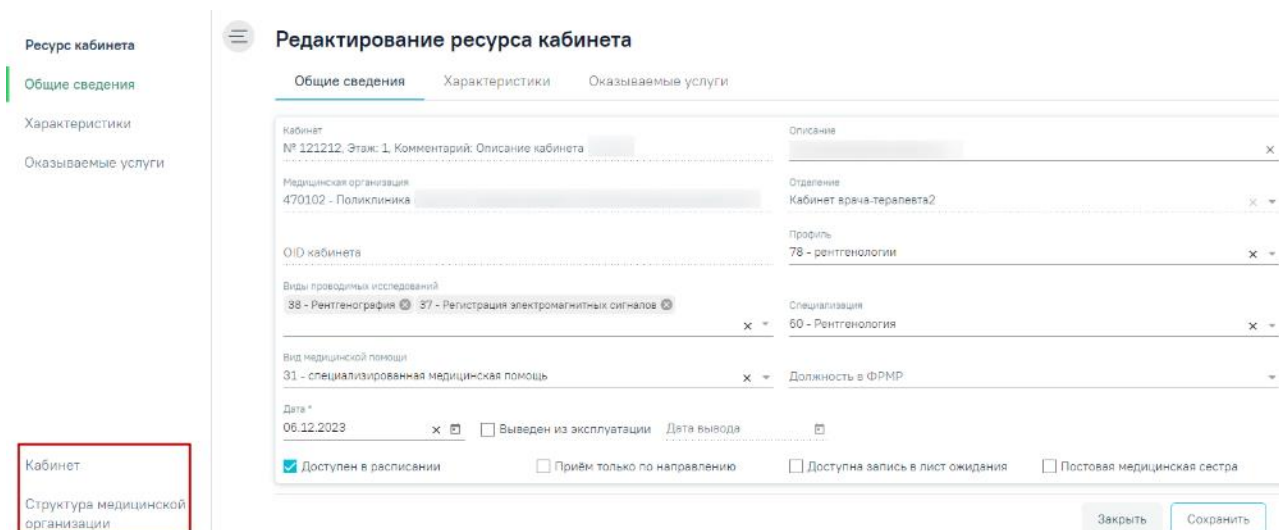 Ресурс кабинета
Общие сведения
Характеристики
Оказываемые услуги
Кабинет
Структура медицинской
организации
Редактирование ресурса кабинета
Общие сведения Характеристики Оказываемые услуги
Кабинет
№ 121212, Этаж: 1, Комментарий: Описание кабинета
Описание
Медицинская организация
470102 - Поликлиника
Отделение
Кабинет врача-терапевта2
OID кабинета
Профиль
78 - рентгенологии
Виды проводимых исследований
38 - Рентгенография 37 - Регистрация электромагнитных сигналов
Специализация
60 - Рентгенология
Вид медицинской помощи
31 - специализированная медицинская помощь
Должность в ФРМР
Дата *
06.12.2023 Выведен из эксплуатации Дата вывода
Доступен в расписании Приём только по направлению Доступна запись в лист ожидания Постовая медицинская сестра
Закрыть Сохранить